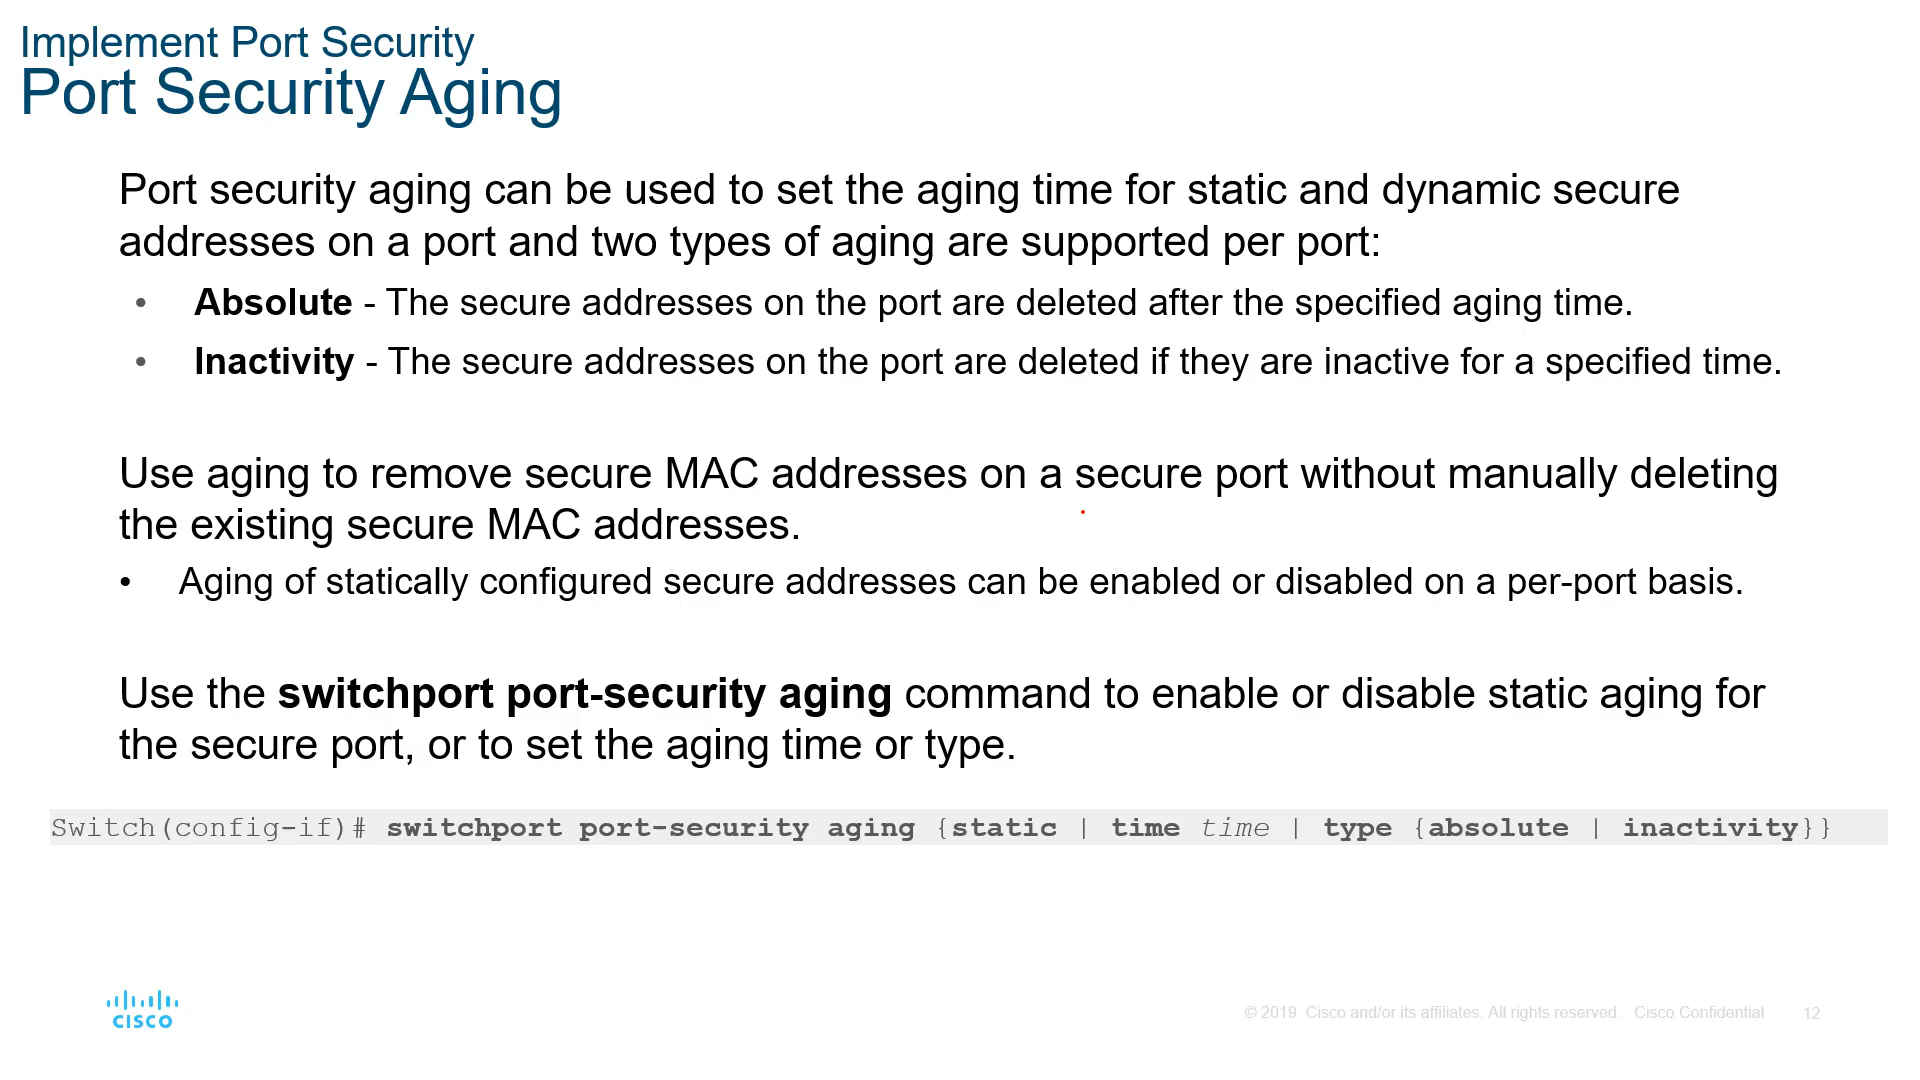 Implement Port Security
Port Security Aging
Port security aging can be used to set the aging time for static and dynamic secure
addresses on a port and two types of aging are supported per port:
• Absolute - The secure addresses on the port are deleted after the specified aging time.
• Inactivity - The secure addresses on the port are deleted if they are inactive for a specified time.
Use aging to remove secure MAC addresses on a secure port without manually deleting
the existing secure MAC addresses.
• Aging of statically configured secure addresses can be enabled or disabled on a per-port basis.
Use the switchport port-security aging command to enable or disable static aging for
the secure port, or to set the aging time or type.
Switch(config-if)# switchport port-security aging {static | time time | type {absolute | inactivity}}
CISCO
© 2019 Cisco and/or its affiliates. All rights reserved. Cisco Confidential 12